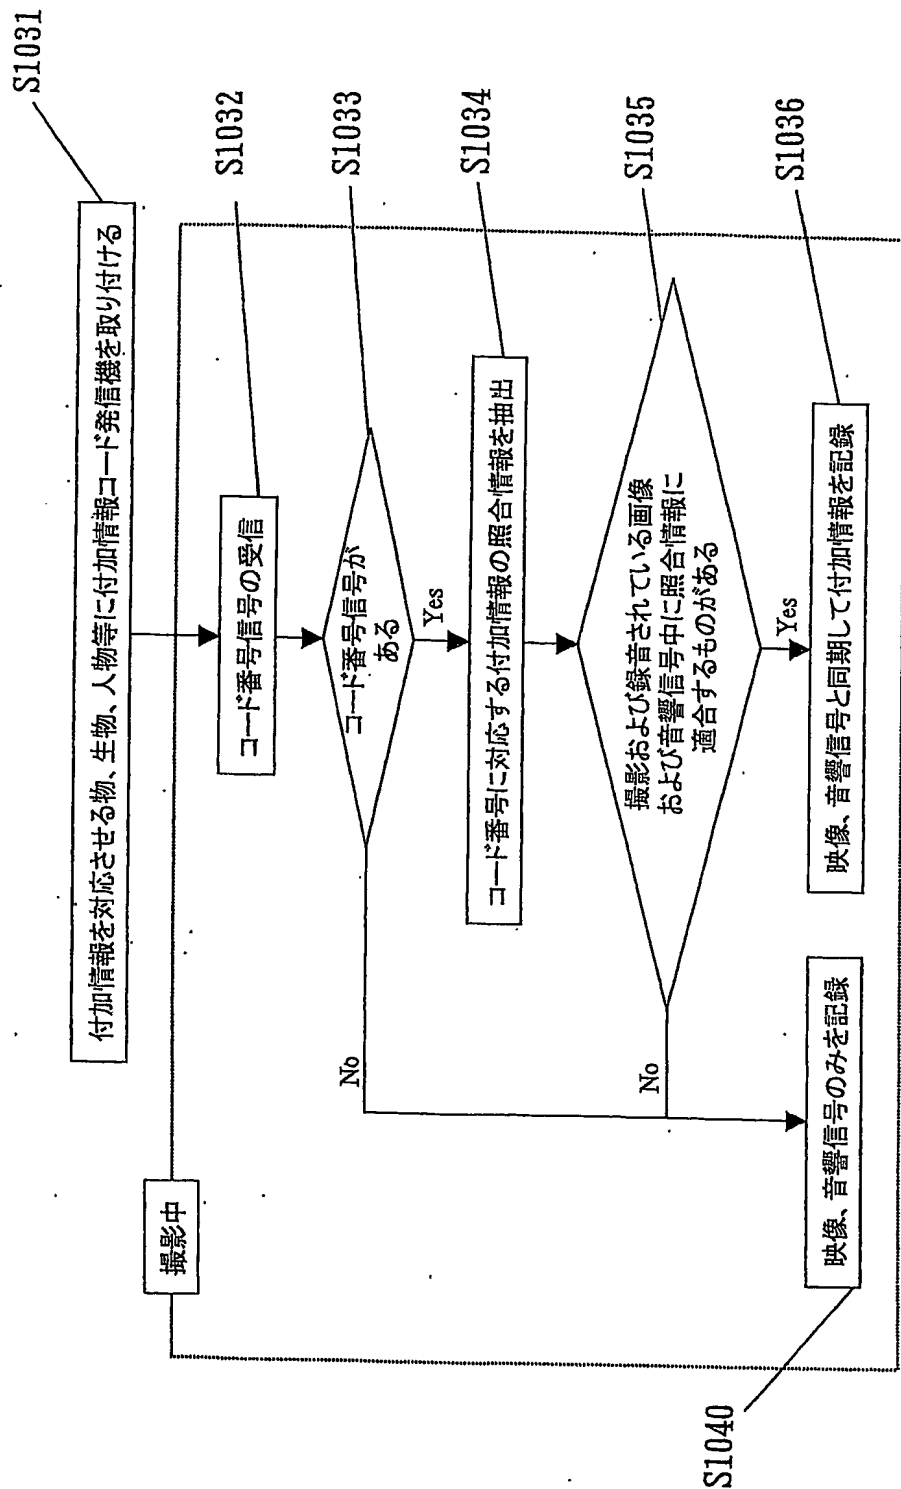 S1031
付加情報を対応させる物、生物、人物等に付加情報コード発信機を取り付ける
撮影中
S1032
コード番号信号の受信
S1033
コード番号信号が
ある
No
Yes
S1034
コード番号に対応する付加情報の照合情報を抽出
S1035
撮影および録音されている画像
および音響信号中に照合情報に
適合するものがある
No
Yes
S1036
映像、音響信号と同期して付加情報を記録
映像、音響信号のみを記録
S1040